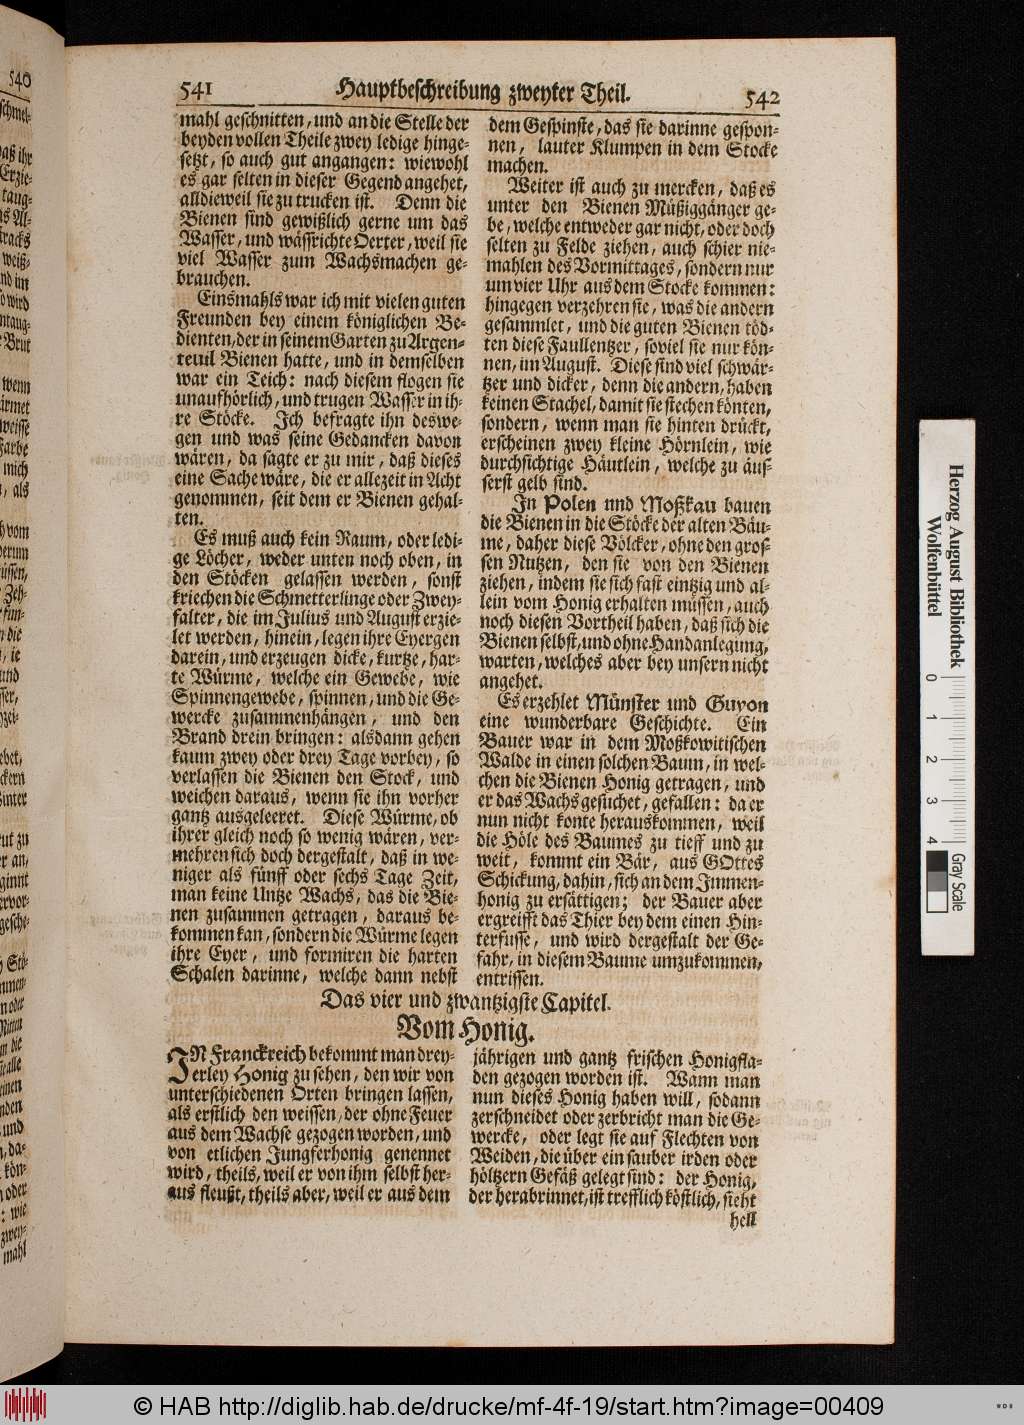 541
Hauptbeschreibung zweyter Theil.
542
mahl geschnitten, und an die Stelle der
beyden vollen Theile zwey ledige hinge-
setzt, so auch gut angangen: wiewohl
es gar selten in dieser Gegend angehet,
alldieweil sie zu trucken ist. Denn die
Bienen sind gewißlich gerne um das
Wasser, und wässrichte Oerter, weil sie
viel Wasser zum Wachsmachen ge-
brauchen.
Einsmahls war ich mit vielen guten
Freunden bey einem königlichen Be-
dienten, der in seinem Garten zu Argen-
teuil Bienen hatte, und in demselben
war ein Teich: nach diesem flogen sie
unaufhörlich, und trugen Wasser in ih-
re Stöcke. Ich befragte ihn deswe-
gen und was seine Gedancken davon
wären, da sagte er zu mir, daß dieses
eine Sache wäre, die er allezeit in Acht
genommen, seit dem er Bienen gehal-
ten.
Es muß auch kein Raum, oder ledi-
ge Löcher, weder unten noch oben, in
den Stöcken gelassen werden, sonst
kriechen die Schmetterlinge oder Zwey-
falter, die im Julius und August erzie-
let werden, hinein, legen ihre Eyergen
darein, und erzeugen dicke, kurtze, har-
te Würme, welche ein Gewebe, wie
Spinnengewebe, spinnen, und die Ge-
wercke zusammenhängen, und den
Brand drein bringen: alsdann gehen
kaum zwey oder drey Tage vorbey, so
verlassen die Bienen den Stock, und
weichen daraus, wenn sie ihn vorher
gantz ausgeleeret. Diese Würme, ob
ihrer gleich noch so wenig wären, ver-
mehren sich doch dergestalt, daß in we-
niger als fünff oder sechs Tage Zeit,
man keine Untze Wachs, das die Bie-
nen zusammen getragen, daraus be-
kommen kan, sondern die Würme legen
ihre Eyer, und formiren die harten
Schalen darinne, welche dann nebst
dem Gespinste, das sie darinne gespon-
nen, lauter Klumpen in dem Stocke
machen.
Weiter ist auch zu mercken, daß es
unter den Bienen Müßiggänger ge-
be, welche entweder gar nicht, oder doch
selten zu Felde ziehen, auch schier nie-
mahlen des Vormittages, sondern nur
um vier Uhr aus dem Stocke kommen:
hingegen verzehren sie, was die andern
gesammlet, und die guten Bienen töd-
ten diese Faullentzer, soviel sie nur kön-
nen, im August. Diese sind viel schwär-
tzer und dicker, denn die andern, haben
keinen Stachel, damit sie stechen könten,
sondern, wenn man sie hinten drückt,
erscheinen zwey kleine Hörnlein, wie
durchsichtige Häutlein, welche zu äus-
serst gelb sind.
In Polen und Moßkau bauen
die Bienen in die Stöcke der alten Bäu-
me, daher diese Völcker, ohne den gros-
sen Nutzen, den sie von den Bienen
ziehen, indem sie sich fast eintzig und al-
lein vom Honig erhalten müssen, auch
noch diesen Vortheil haben, daß sich die
Bienen selbst, und ohne Handanlegung,
warten, welches aber bey unsern nicht
angehet.
Es erzehlet Münster und Guyon
eine wunderbare Geschichte. Ein
Bauer war in dem Moßkowitischen
Walde in einen solchen Baum, in wel-
chen die Bienen Honig getragen, und
er das Wachs gesuchet, gefallen: da er
nun nicht konte herauskommen, weil
die Höle des Baumes zu tieff und zu
weit, kommt ein Bär, aus GOttes
Schickung, dahin, sich an dem Immen-
honig zu ersättigen; der Bauer aber
ergreifft das Thier bey dem einen Hin-
terfusse, und wird dergestalt der Ge-
fahr, in diesem Baume umzukommen,
entrissen.
Das vier und zwantzigste Capitel.
Vom Honig.
IN Franckreich bekommt man drey-
erley Honig zu sehen, den wir von
unterschiedenen Orten bringen lassen,
als erstlich den weissen, der ohne Feuer
aus dem Wachse gezogen worden, und
von etlichen Jungferhonig genennet
wird, theils, weil er von ihm selbst her-
aus fleußt, theils aber, weil er aus dem
jährigen und gantz frischen Honigfla-
den gezogen worden ist. Wann man
nun dieses Honig haben will, sodann
zerschneidet oder zerbricht man die Ge-
wercke, oder legt sie auf Flechten von
Weiden, die über ein sauber irden oder
höltzern Gefäß gelegt sind: der Honig,
der herabrinnet, ist trefflich köstlich, sieht
hell
Herzog August Bibliothek
Wolfenbüttel
0 1 2 3 4
Gray Scale
© HAB http://diglib.hab.de/drucke/mf-4f-19/start.htm?image=00409